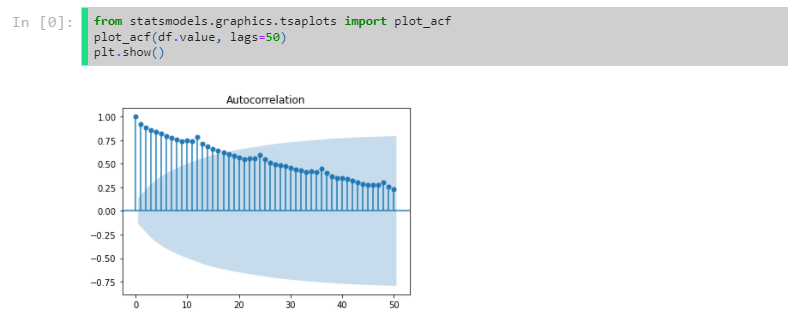 In [0]:
from statsmodels.graphics.tsaplots import plot_acf
plot_acf(df.value, lags=50)
plt.show()
Autocorrelation
1.00
0.75
0.50
0.25
0.00
−0.25
−0.50
−0.75
0 10 20 30 40 50